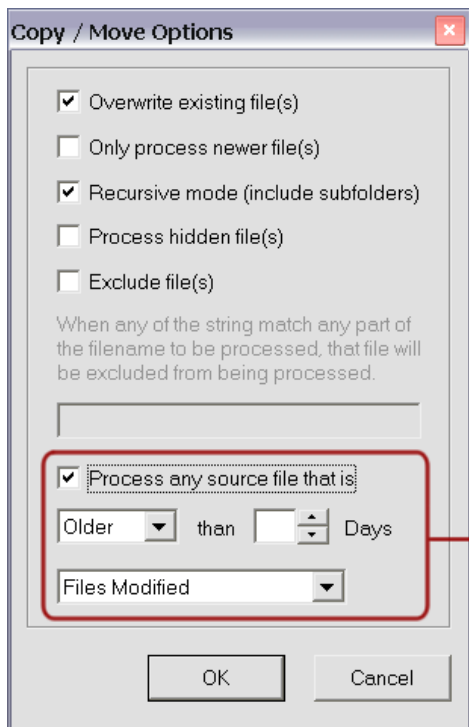 Copy / Move Options
Overwrite existing file(s)
Only process newer file(s)
Recursive mode (include subfolders)
Process hidden file(s)
Exclude file(s)
When any of the string match any part of
the filename to be processed, that file will
be excluded from being processed.
Process any source file that is
Older than Days
Files Modified
OK Cancel